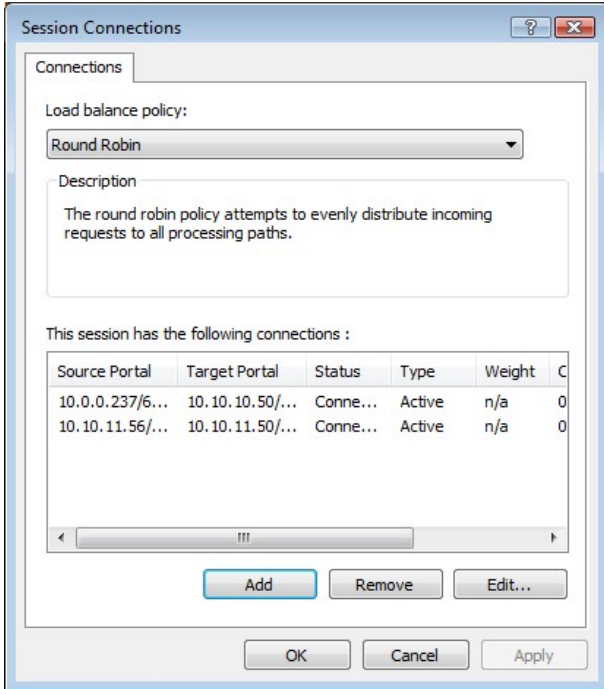 Session Connections
Connections
Load balance policy:
Round Robin
Description
The round robin policy attempts to evenly distribute incoming
requests to all processing paths.
This session has the following connections :
Source Portal Target Portal Status Type Weight C
10.0.0.237/6... 10.10.10.50/... Conne... Active n/a 0
10.10.11.56/... 10.10.11.50/... Conne... Active n/a 0
Add Remove Edit...
OK Cancel Apply